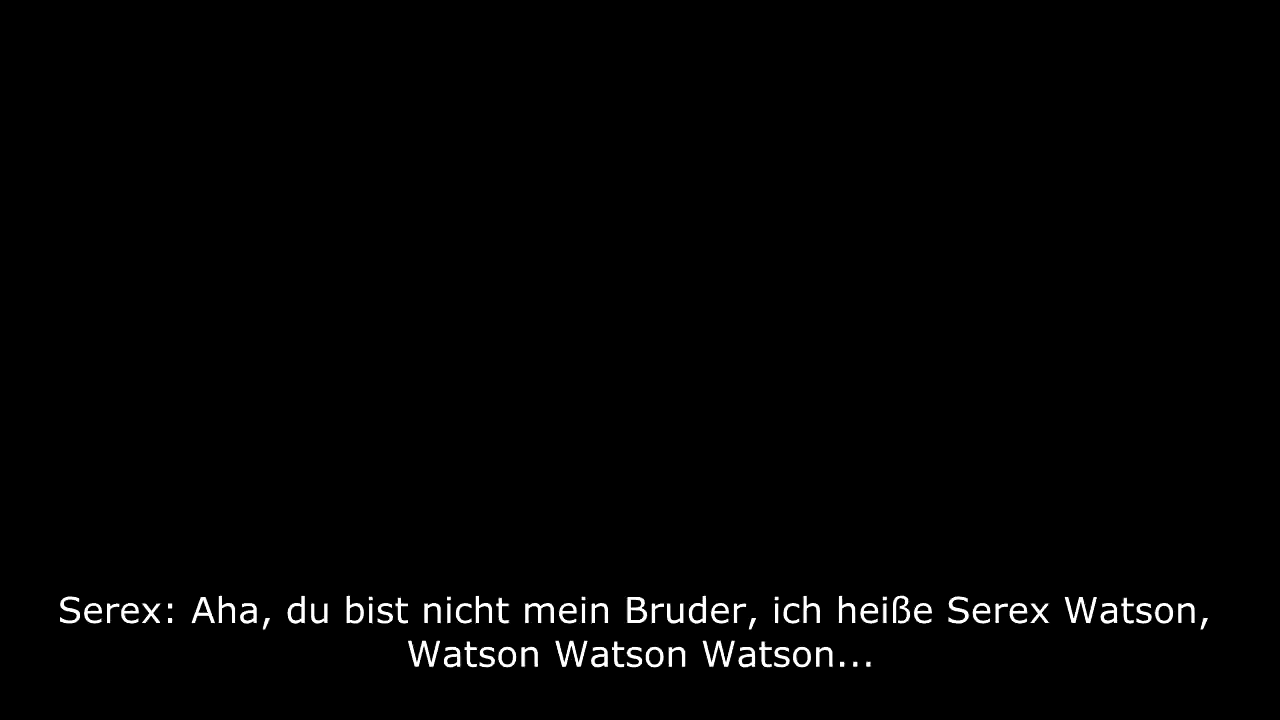 Serex: Aha, du bist nicht mein Bruder, ich heiße Serex Watson,
Watson Watson Watson...